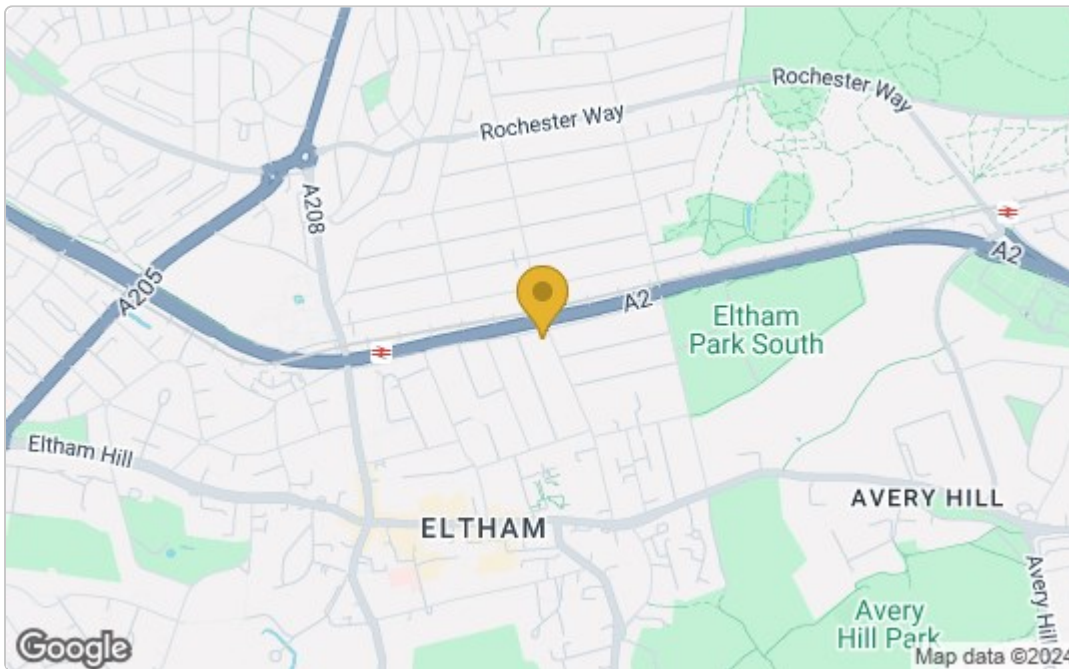 Rochester Way
Rochester Way
A208
A205
A2
A2
Eltham
Park South
Eltham Hill
AVERY HILL
ELTHAM
Avery Hill
Avery
Hill Park
Google
Map data ©2024